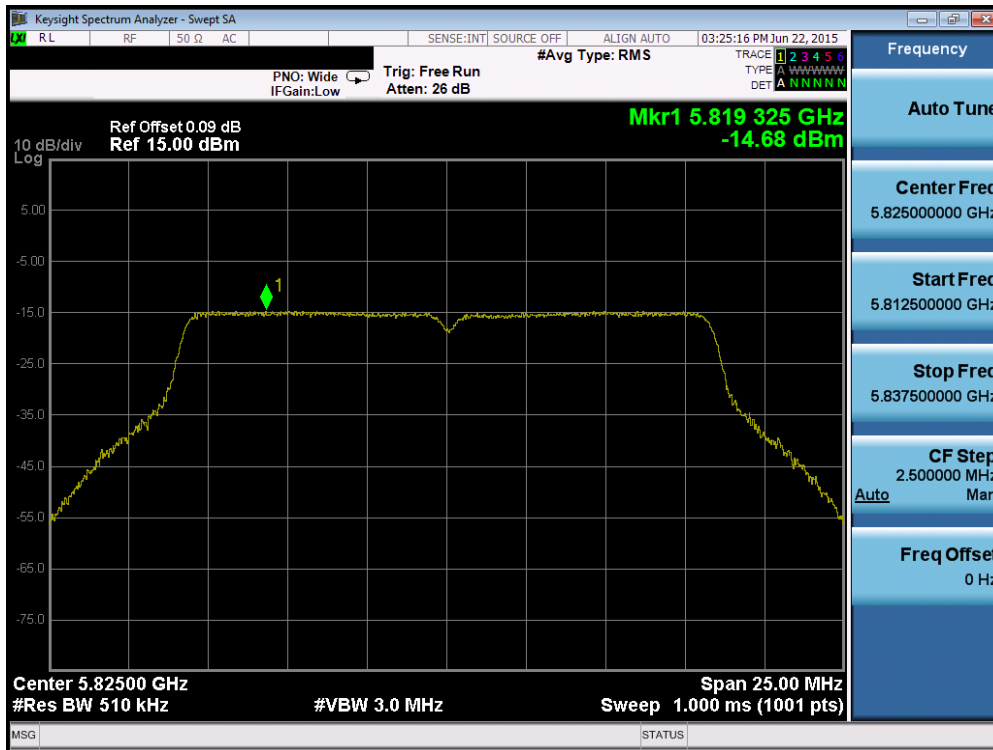 Keysight Spectrum Analyzer - Swept SA
LXI RL RF 50 Ω AC SENSE:INT SOURCE OFF ALIGN AUTO 03:25:16 PM Jun 22, 2015
#Avg Type: RMS
TRACE 1 2 3 4 5 6
PNO: Wide Trig: Free Run TYPE A WWWWW
IFGain:Low Atten: 26 dB DET A N N N N N
Mkr1 5.819 325 GHz
-14.68 dBm
Ref Offset 0.09 dB
10 dB/div Ref 15.00 dBm
Log
5.00
-5.00
1
-15.0
-25.0
-35.0
-45.0
-55.0
-65.0
-75.0
Center 5.82500 GHz Span 25.00 MHz
#Res BW 510 kHz #VBW 3.0 MHz Sweep 1.000 ms (1001 pts)
MSG STATUS
Frequency
Auto Tune
Center Freq
5.825000000 GHz
Start Freq
5.812500000 GHz
Stop Freq
5.837500000 GHz
CF Step
2.500000 MHz
Auto Man
Freq Offset
0 Hz